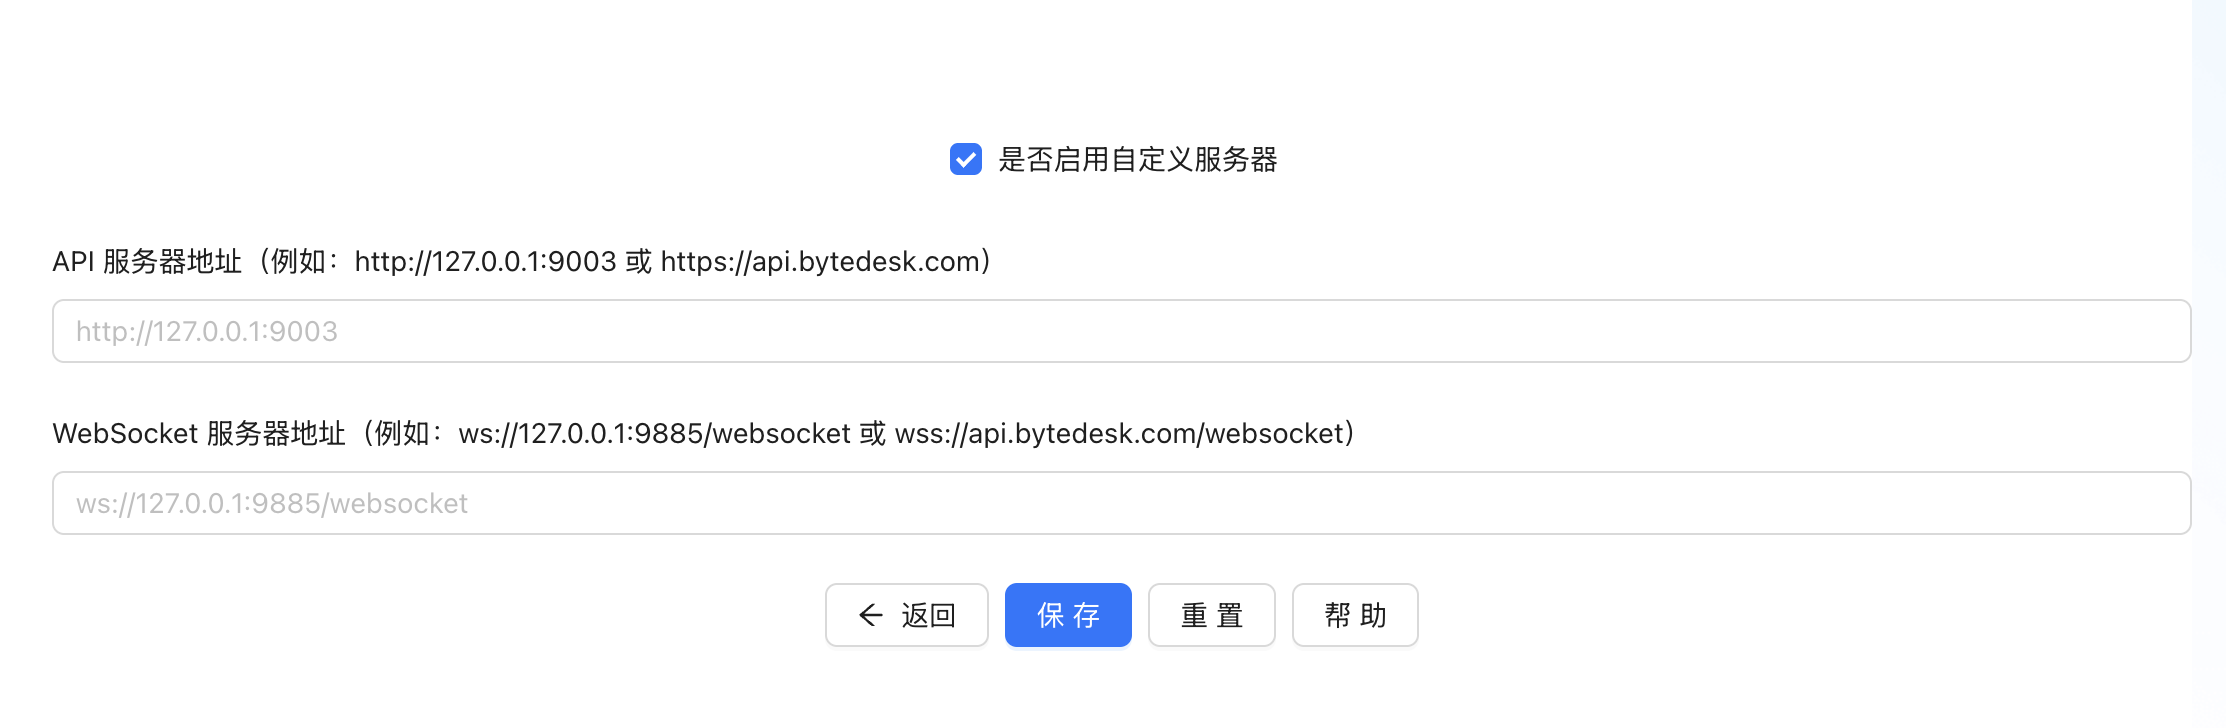 是否启用自定义服务器
API 服务器地址（例如：http://127.0.0.1:9003 或 https://api.bytedesk.com）
http://127.0.0.1:9003
WebSocket 服务器地址（例如：ws://127.0.0.1:9885/websocket 或 wss://api.bytedesk.com/websocket）
ws://127.0.0.1:9885/websocket
返回 保存 重置 帮助